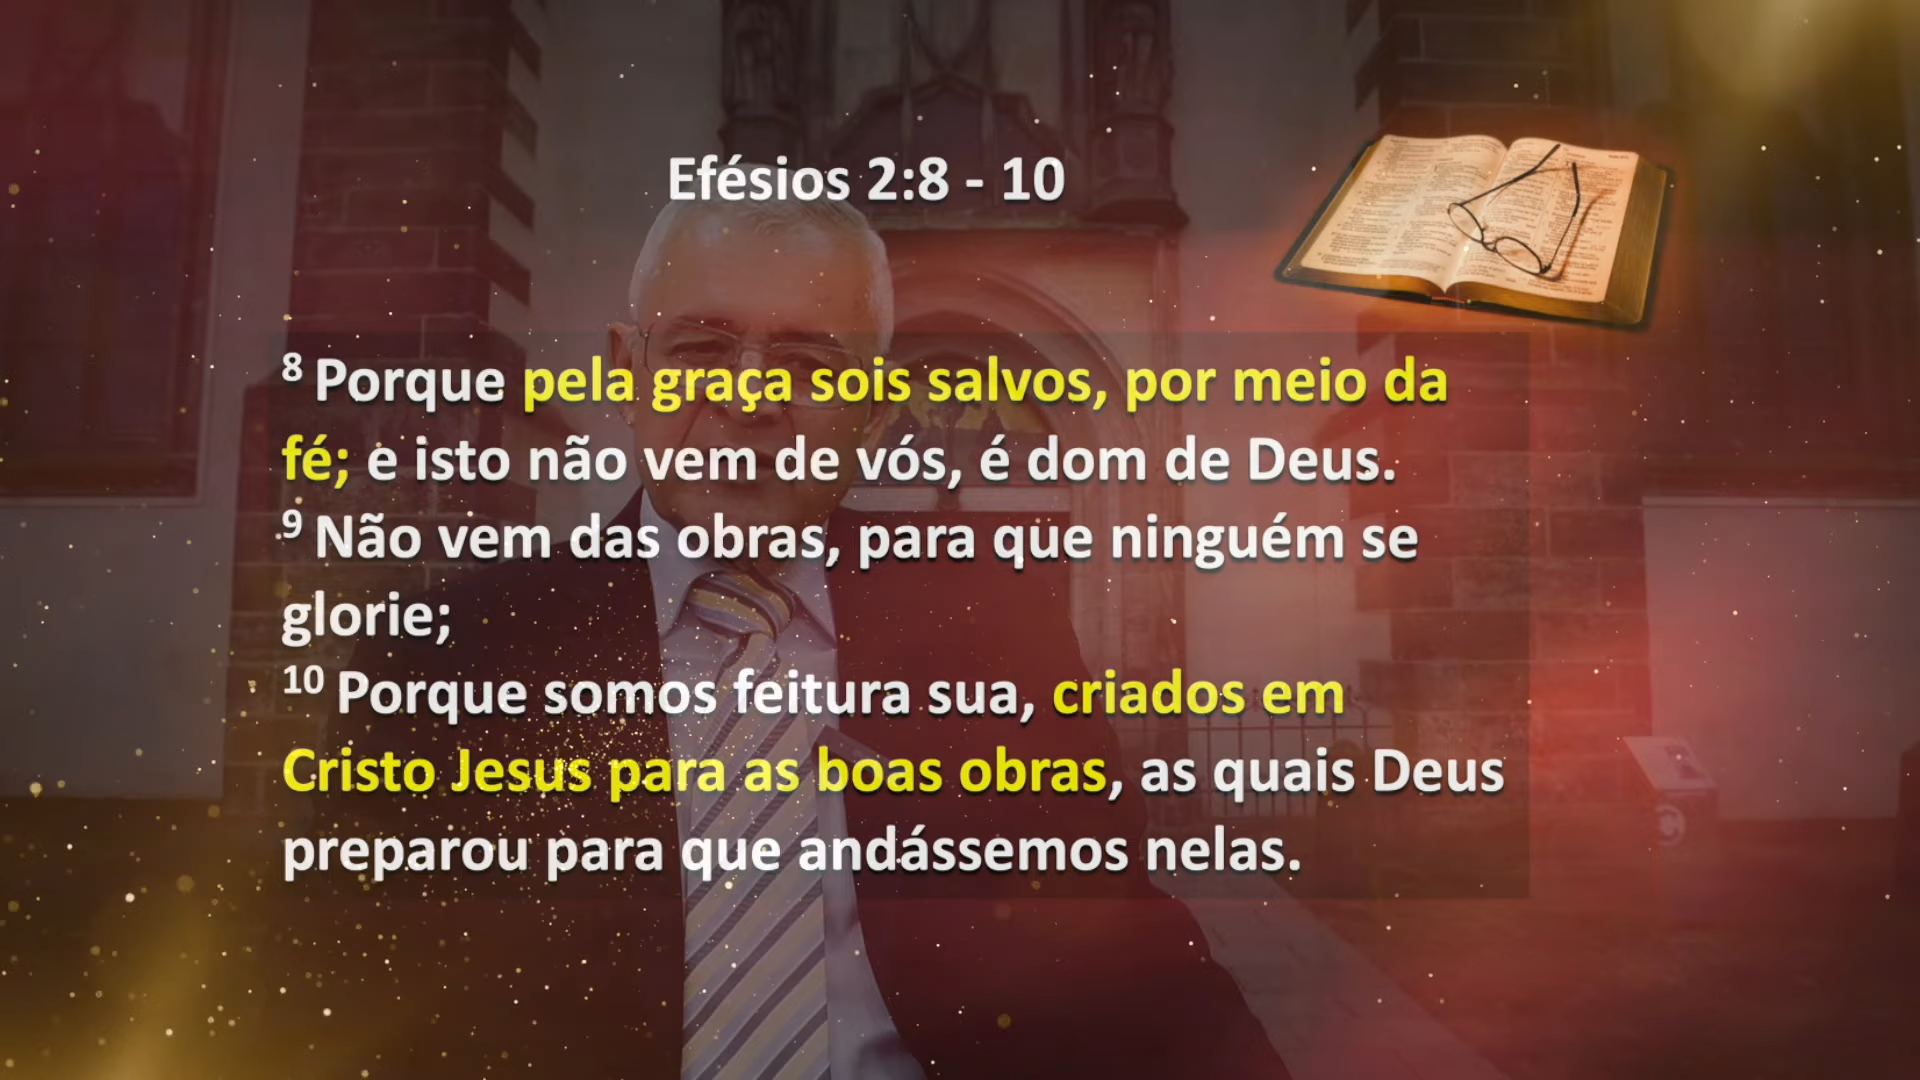 Efésios 2:8 - 10
8 Porque pela graça sois salvos, por meio da
fé; e isto não vem de vós, é dom de Deus.
9 Não vem das obras, para que ninguém se
glorie;
10 Porque somos feitura sua, criados em
Cristo Jesus para as boas obras, as quais Deus
preparou para que andássemos nelas.